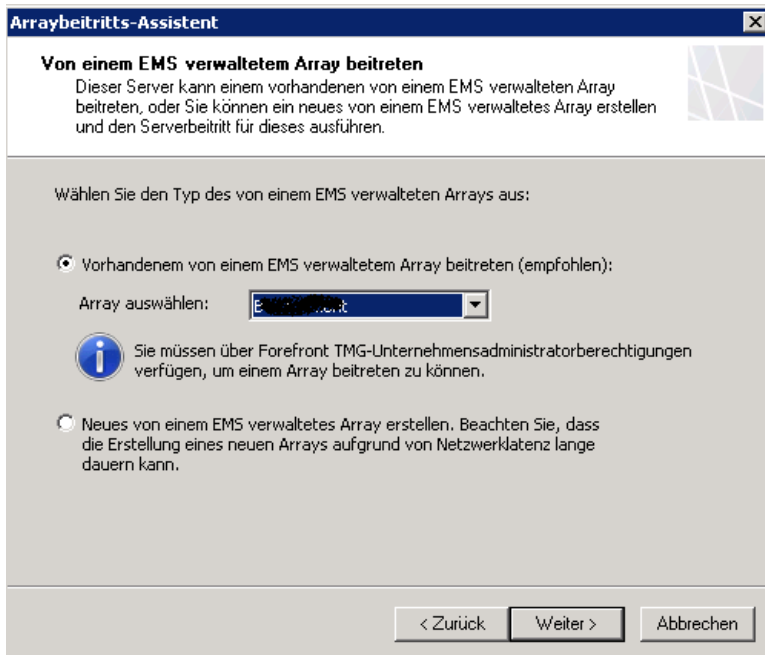 Arraybeitritts-Assistent
Von einem EMS verwaltetem Array beitreten
Dieser Server kann einem vorhandenen von einem EMS verwalteten Array
beitreten, oder Sie können ein neues von einem EMS verwaltetes Array erstellen
und den Serverbeitritt für dieses ausführen.
Wählen Sie den Typ des von einem EMS verwalteten Arrays aus:
Vorhandenem von einem EMS verwaltetem Array beitreten (empfohlen):
Array auswählen:
Sie müssen über Forefront TMG-Unternehmensadministratorberechtigungen
verfügen, um einem Array beitreten zu können.
Neues von einem EMS verwaltetes Array erstellen. Beachten Sie, dass
die Erstellung eines neuen Arrays aufgrund von Netzwerklatenz lange
dauern kann.
< Zurück Weiter > Abbrechen